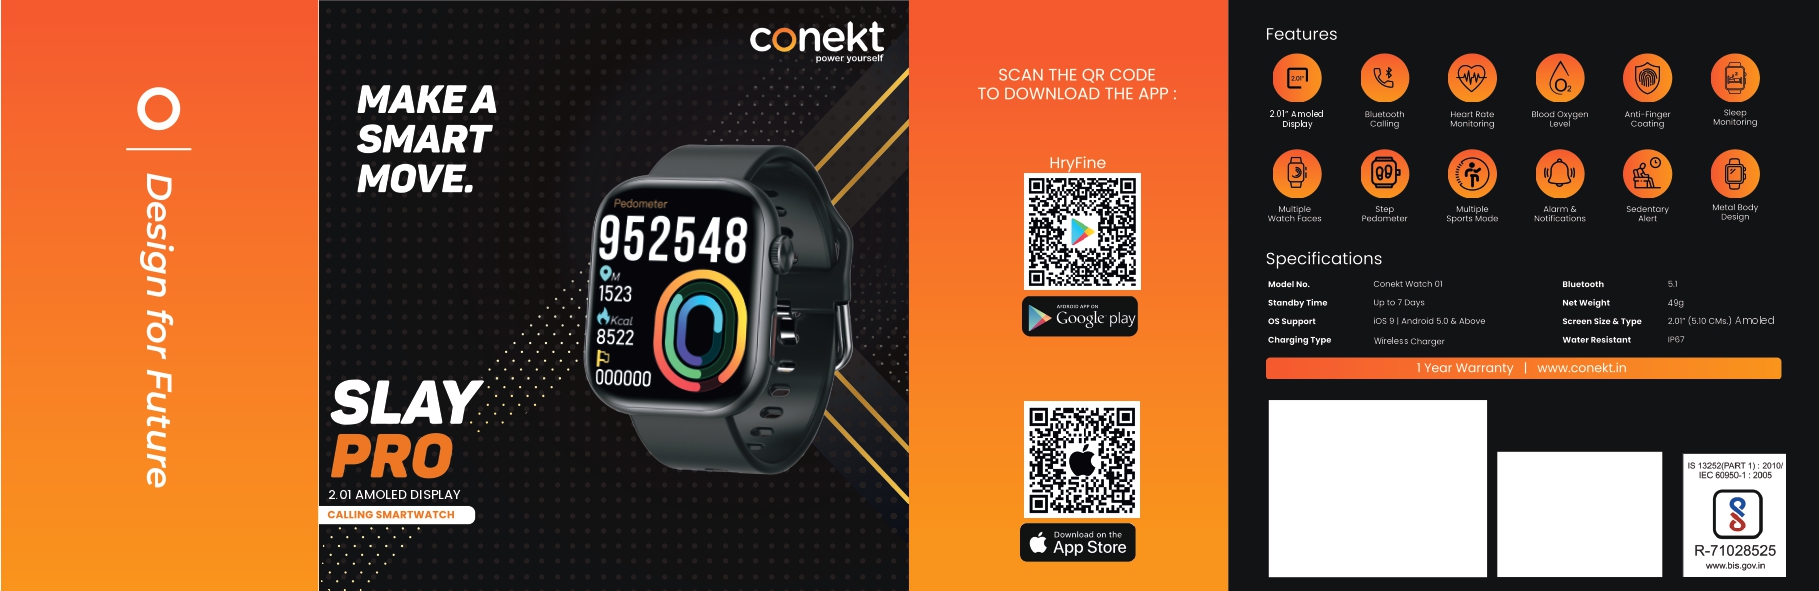 Design for Future
conekt
power yourself
MAKE A
SMART
MOVE.
Pedometer
952548
M
1523
Kcal
8522
000000
SLAY
PRO
2.01 AMOLED DISPLAY
CALLING SMARTWATCH
SCAN THE QR CODE
TO DOWNLOAD THE APP :
HryFine
ANDROID APP ON
Google play
Download on the
App Store
Features
2.01"
O2
2.01" Amoled
Display
Bluetooth
Calling
Heart Rate
Monitoring
Blood Oxygen
Level
Anti-Finger
Coating
Sleep
Monitoring
Multiple
Watch Faces
Step
Pedometer
Multiple
Sports Mode
Alarm &
Notifications
Sedentary
Alert
Metal Body
Design
Specifications
Model No. Conekt Watch 01 Bluetooth 5.1
Standby Time Up to 7 Days Net Weight 49g
OS Support iOS 9 | Android 5.0 & Above Screen Size & Type 2.01" (5.10 CMs.) Amoled
Charging Type Wireless Charger Water Resistant IP67
1 Year Warranty | www.conekt.in
IS 13252(PART 1) : 2010/
IEC 60950-1 : 2005
R-71028525
www.bis.gov.in